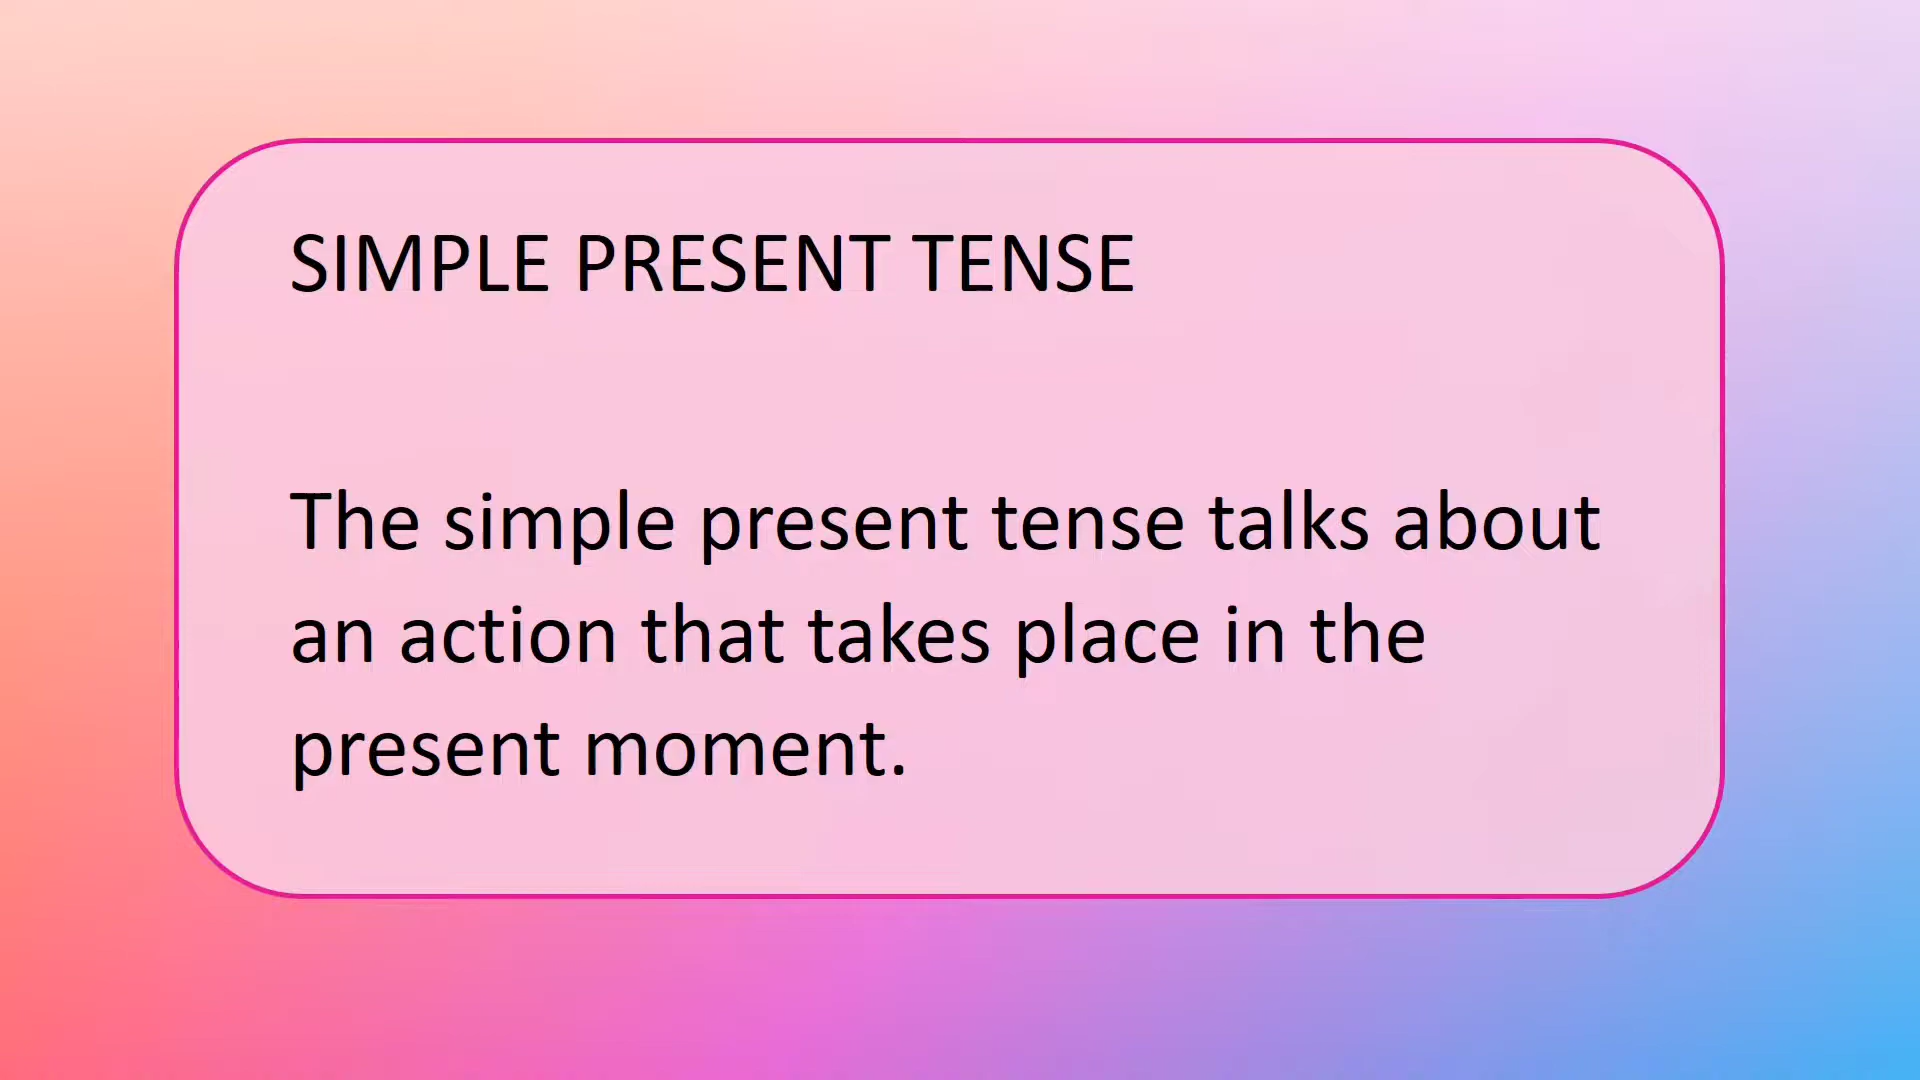 SIMPLE PRESENT TENSE
The simple present tense talks about
an action that takes place in the
present moment.